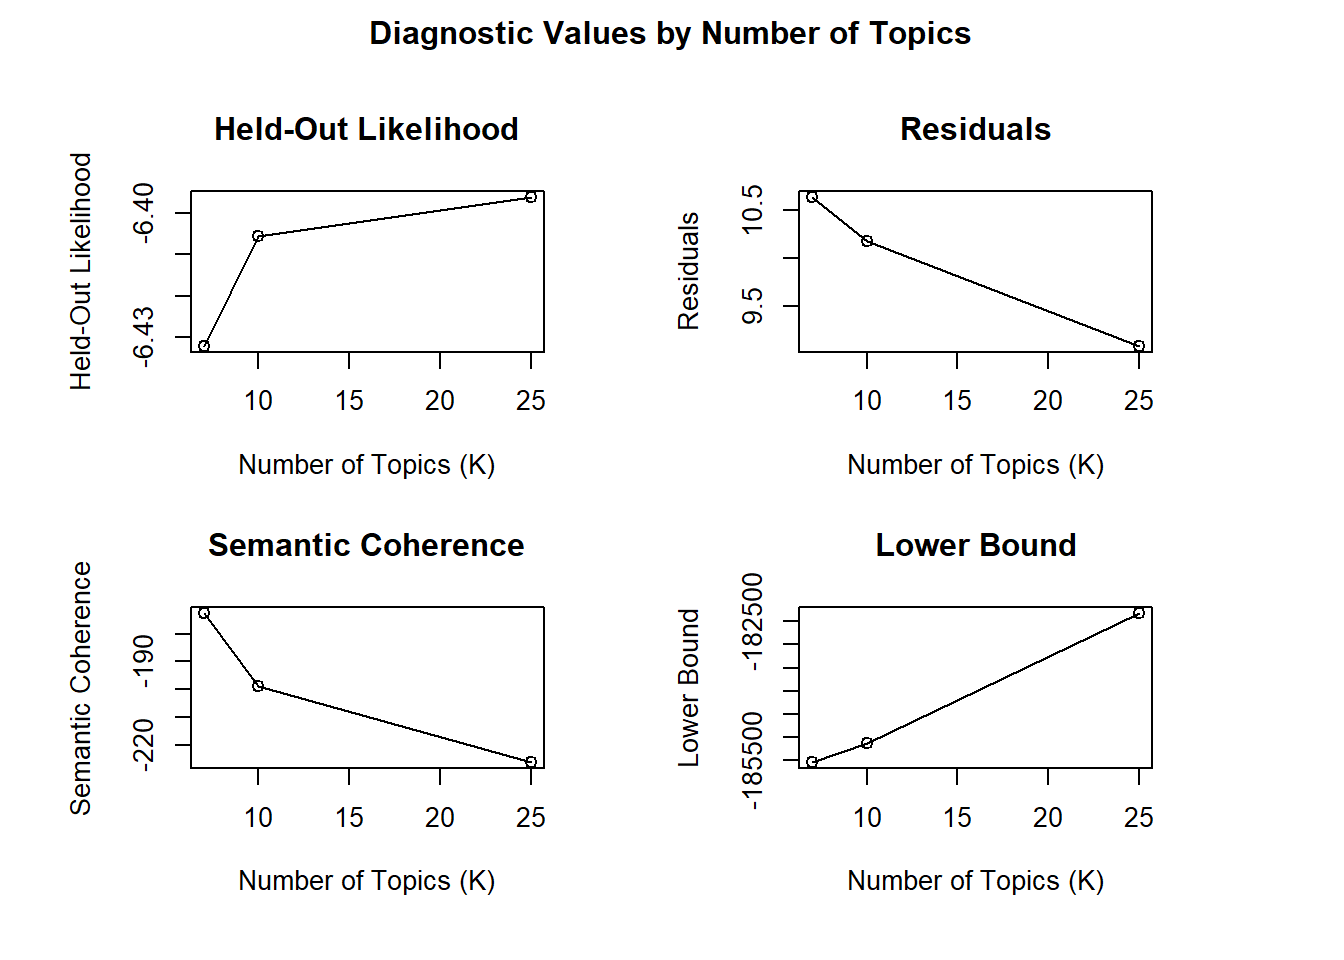 Diagnostic Values by Number of Topics
Held-Out Likelihood
Held-Out Likelihood
-6.40
-6.43
10 15 20 25
Number of Topics (K)
Residuals
Residuals
10.5
9.5
10 15 20 25
Number of Topics (K)
Semantic Coherence
Semantic Coherence
-190
-220
10 15 20 25
Number of Topics (K)
Lower Bound
Lower Bound
-182500
-185500
10 15 20 25
Number of Topics (K)